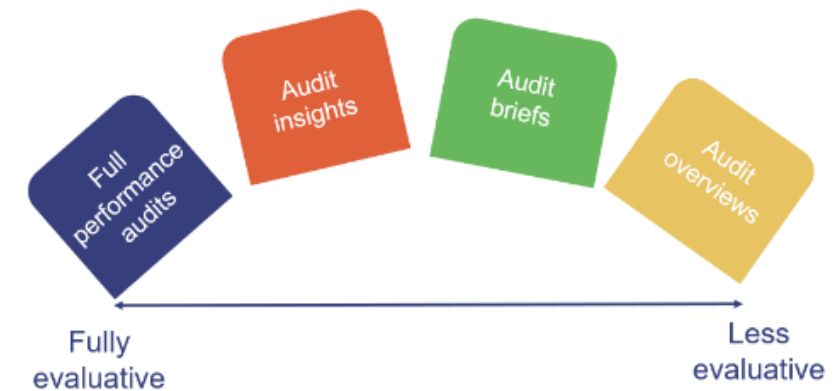 Full
performance
audits
Audit
insights
Audit
briefs
Audit
overviews
Fully
evaluative
Less
evaluative